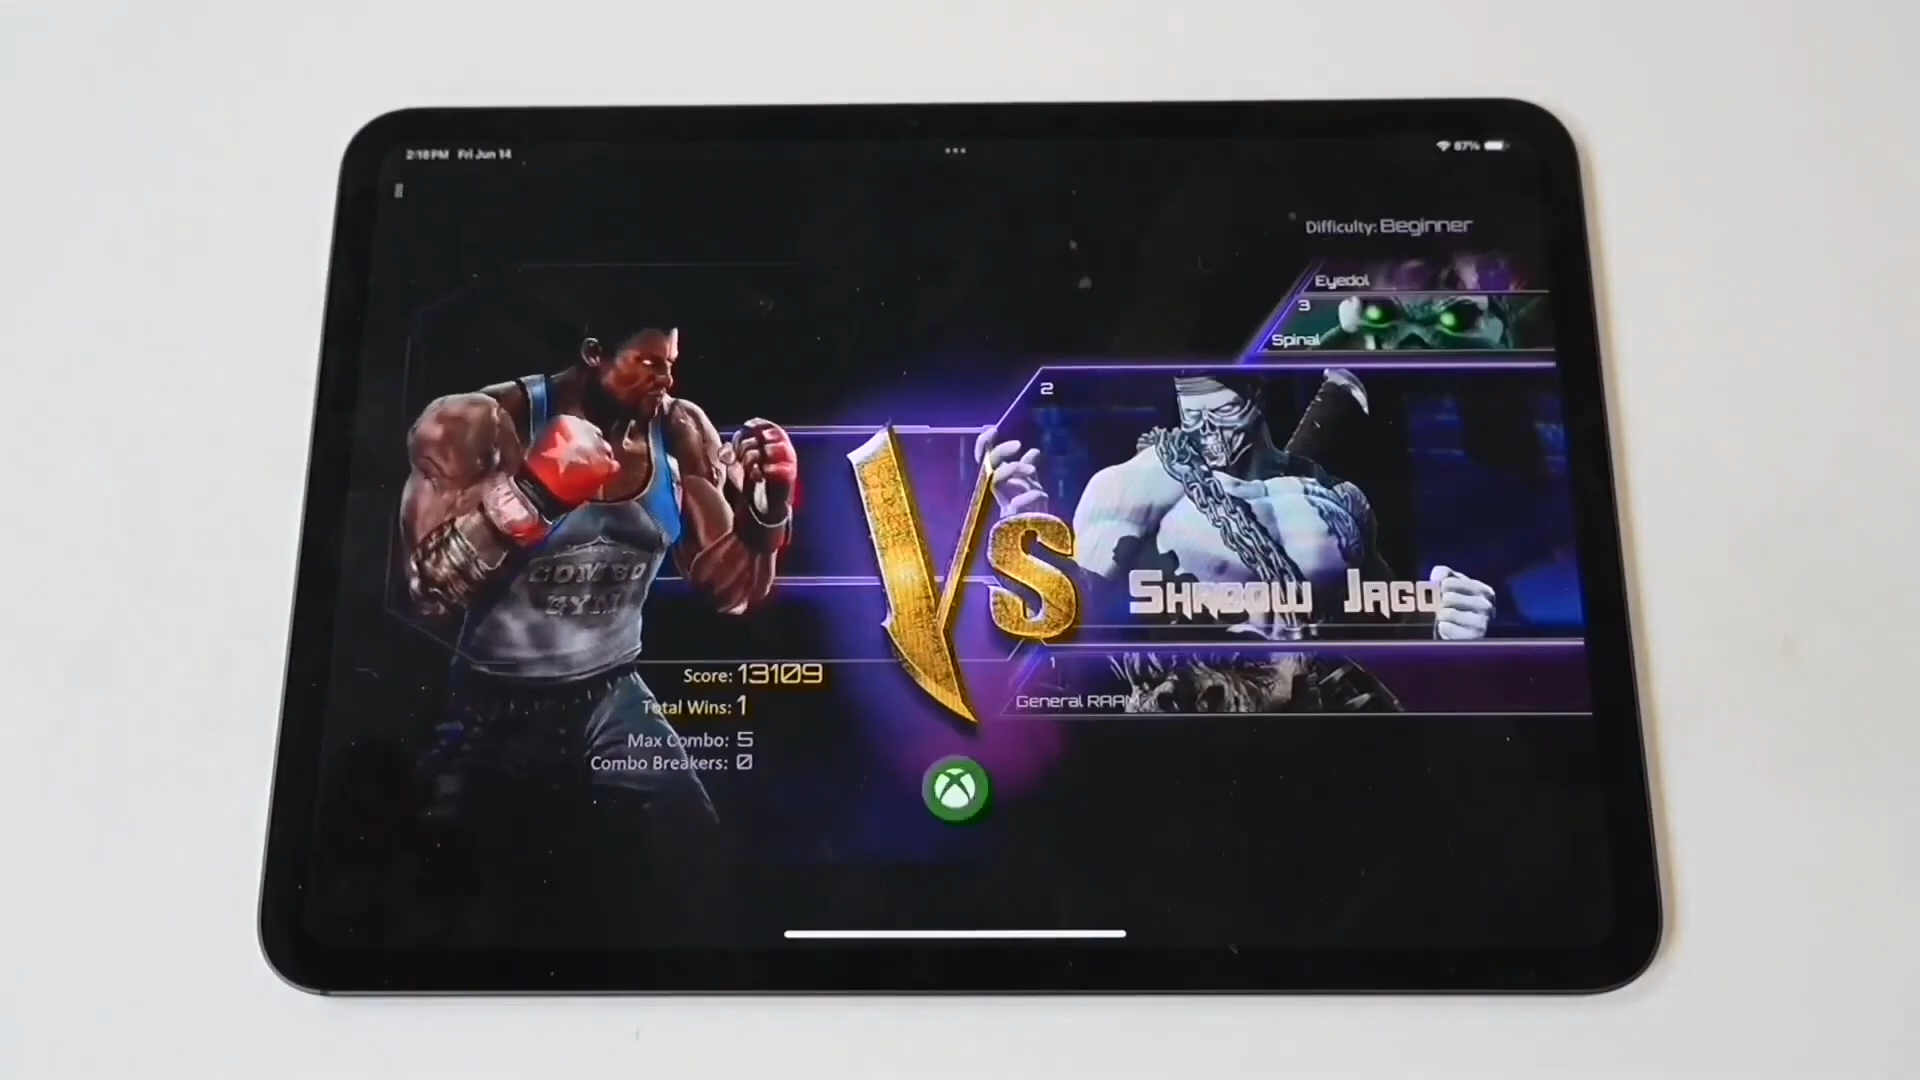 2:18 PM Fri Jun 14
87%
Difficulty: Beginner
Eyedol
3
Spinal
2
COMBO
GYM
Vs
Shadow Jago
Score: 13109
Total Wins: 1
Max Combo: 5
Combo Breakers: 0
1
General RAAM